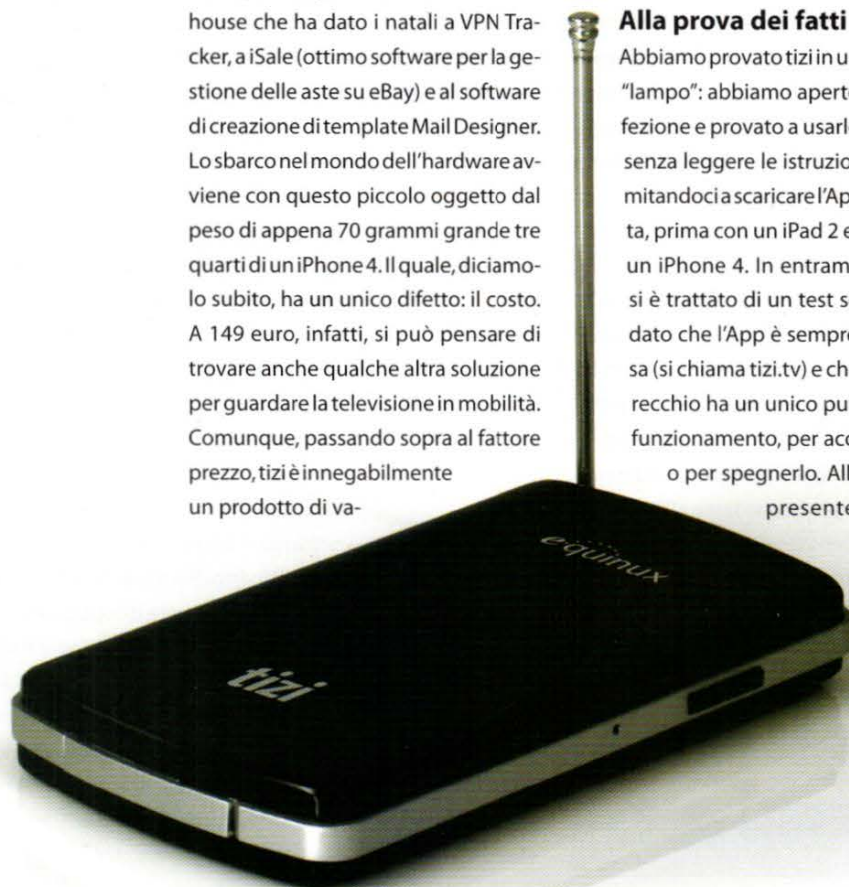 house che ha dato i natali a VPN Tra-
cker, a iSale (ottimo software per la ge-
stione delle aste su eBay) e al software
di creazione di template Mail Designer.
Lo sbarco nel mondo dell'hardware av-
viene con questo piccolo oggetto dal
peso di appena 70 grammi grande tre
quarti di un iPhone 4. Il quale, diciamo-
lo subito, ha un unico difetto: il costo.
A 149 euro, infatti, si può pensare di
trovare anche qualche altra soluzione
per guardare la televisione in mobilità.
Comunque, passando sopra al fattore
prezzo, tizi è innegabilmente
un prodotto di va-
Alla prova dei fatti
Abbiamo provato tizi in u
"lampo": abbiamo aperto
fezione e provato a usarl
senza leggere le istruzio
mitandoci a scaricare l'Ap
ta, prima con un iPad 2 e
un iPhone 4. In entram
si è trattato di un test s
dato che l'App è sempre
sa (si chiama tizi.tv) e ch
recchio ha un unico pu
funzionamento, per acc
o per spegnerlo. All
presente
equinux
tizi